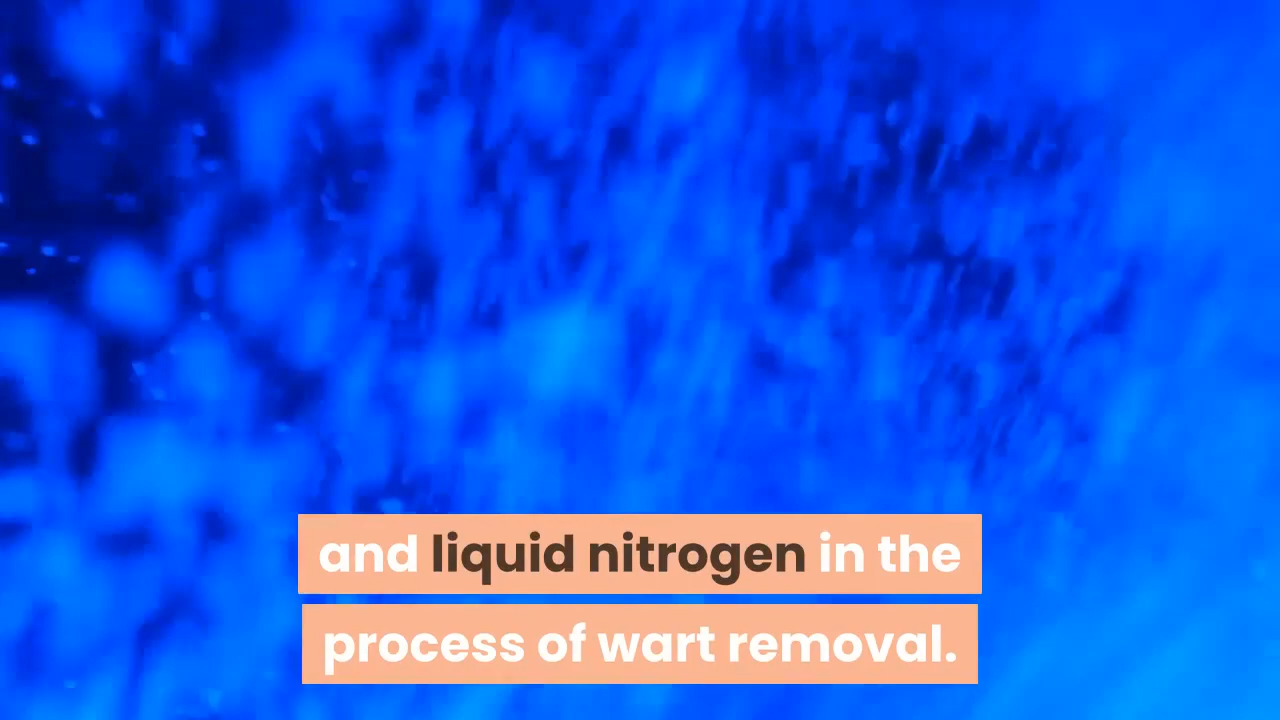 and liquid nitrogen in the
process of wart removal.